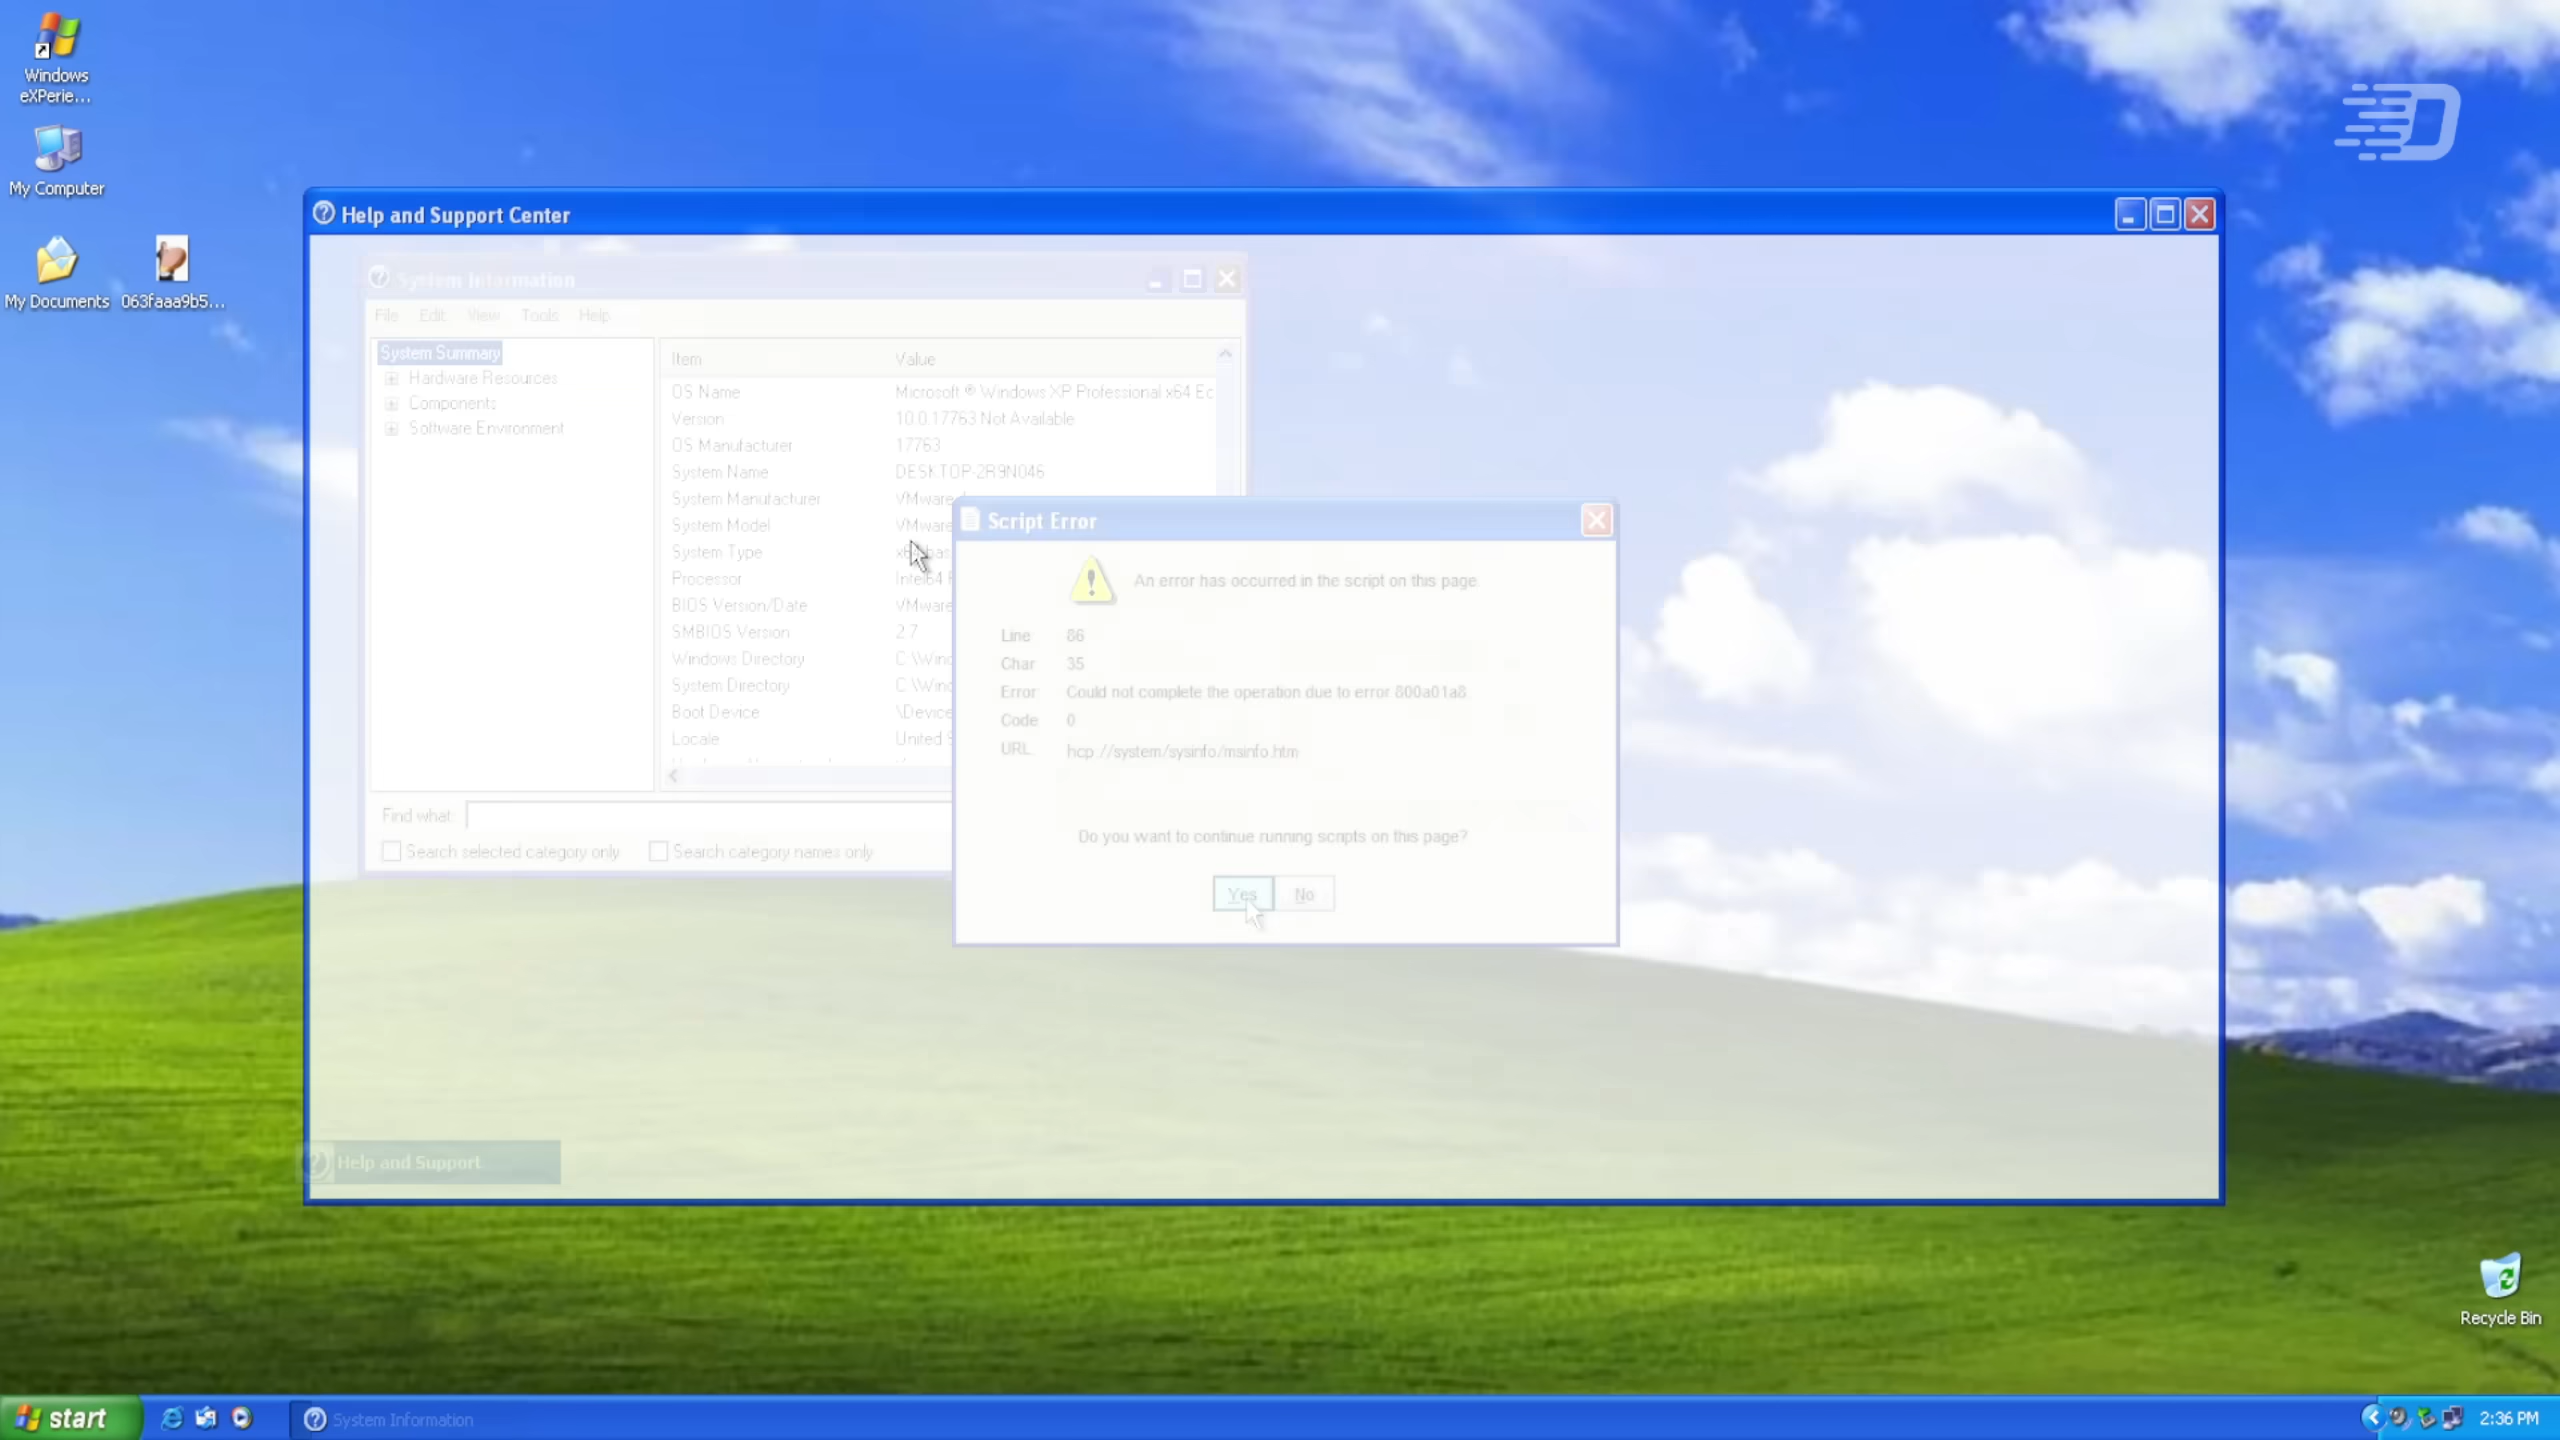 Windows
eXPerie...
My Computer
My Documents
063faaa9b5...
Help and Support Center
System Information
File Edit View Tools Help
System Summary
Hardware Resources
Components
Software Environment
Item Value
OS Name Microsoft ® Windows XP Professional x64 Ec
Version 10.0.17763 Not Available
OS Manufacturer 17763
System Name DESKTOP-2R9N046
System Manufacturer VMware
System Model VMware
System Type
Processor Intel64
BIOS Version/Date VMware
SMBIOS Version 2.7
Windows Directory C:\Wind
System Directory C:\Wind
Boot Device \Device
Locale United S
Find what:
Search selected category only Search category names only
Script Error
An error has occurred in the script on this page.
Line: 86
Char: 35
Error: Could not complete the operation due to error 800a01a8
Code: 0
URL: hcp://system/sysinfo/msinfo.htm
Do you want to continue running scripts on this page?
Yes No
Help and Support
Recycle Bin
start
System Information
2:36 PM